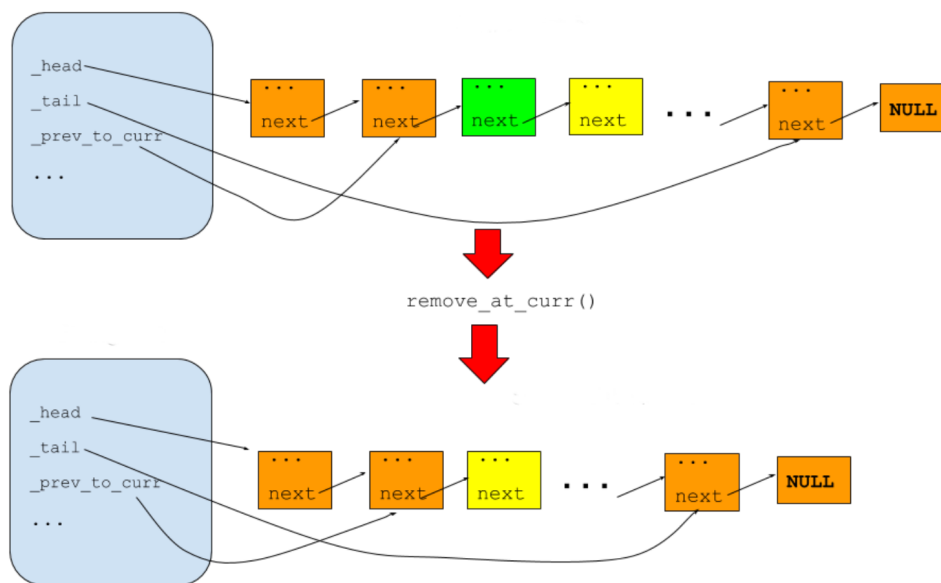 _head
_tail
_prev_to_curr
...
... next
... next
... next
... next
...
... next
NULL
remove_at_curr()
_head
_tail
_prev_to_curr
...
... next
... next
... next
...
... next
NULL